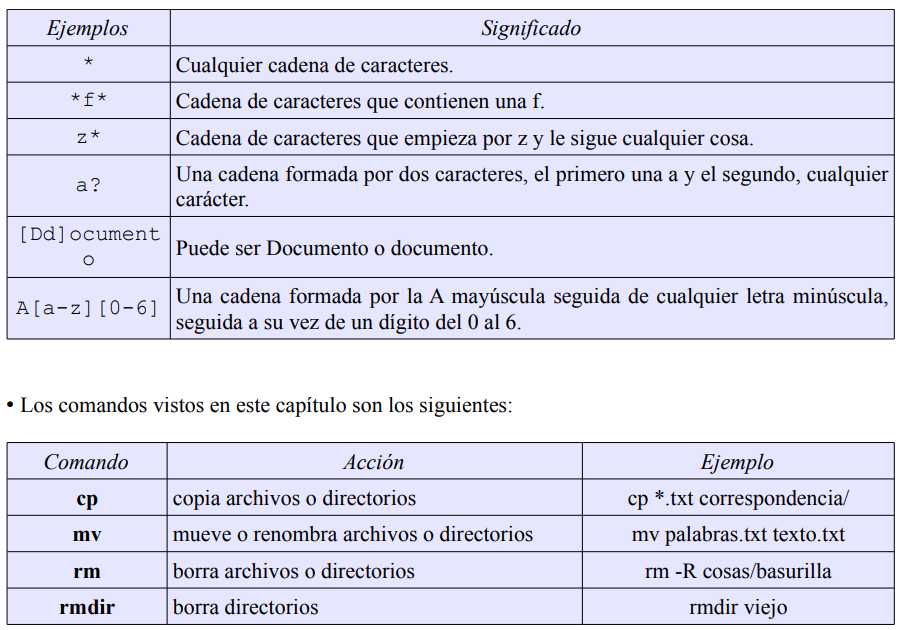 Ejemplos Significado
* Cualquier cadena de caracteres.
*f* Cadena de caracteres que contienen una f.
z* Cadena de caracteres que empieza por z y le sigue cualquier cosa.
a? Una cadena formada por dos caracteres, el primero una a y el segundo, cualquier
carácter.
[Dd]ocument
o
Puede ser Documento o documento.
A[a-z][0-6] Una cadena formada por la A mayúscula seguida de cualquier letra minúscula,
seguida a su vez de un dígito del 0 al 6.
• Los comandos vistos en este capítulo son los siguientes:
Comando Acción Ejemplo
cp copia archivos o directorios cp *.txt correspondencia/
mv mueve o renombra archivos o directorios mv palabras.txt texto.txt
rm borra archivos o directorios rm -R cosas/basurilla
rmdir borra directorios rmdir viejo